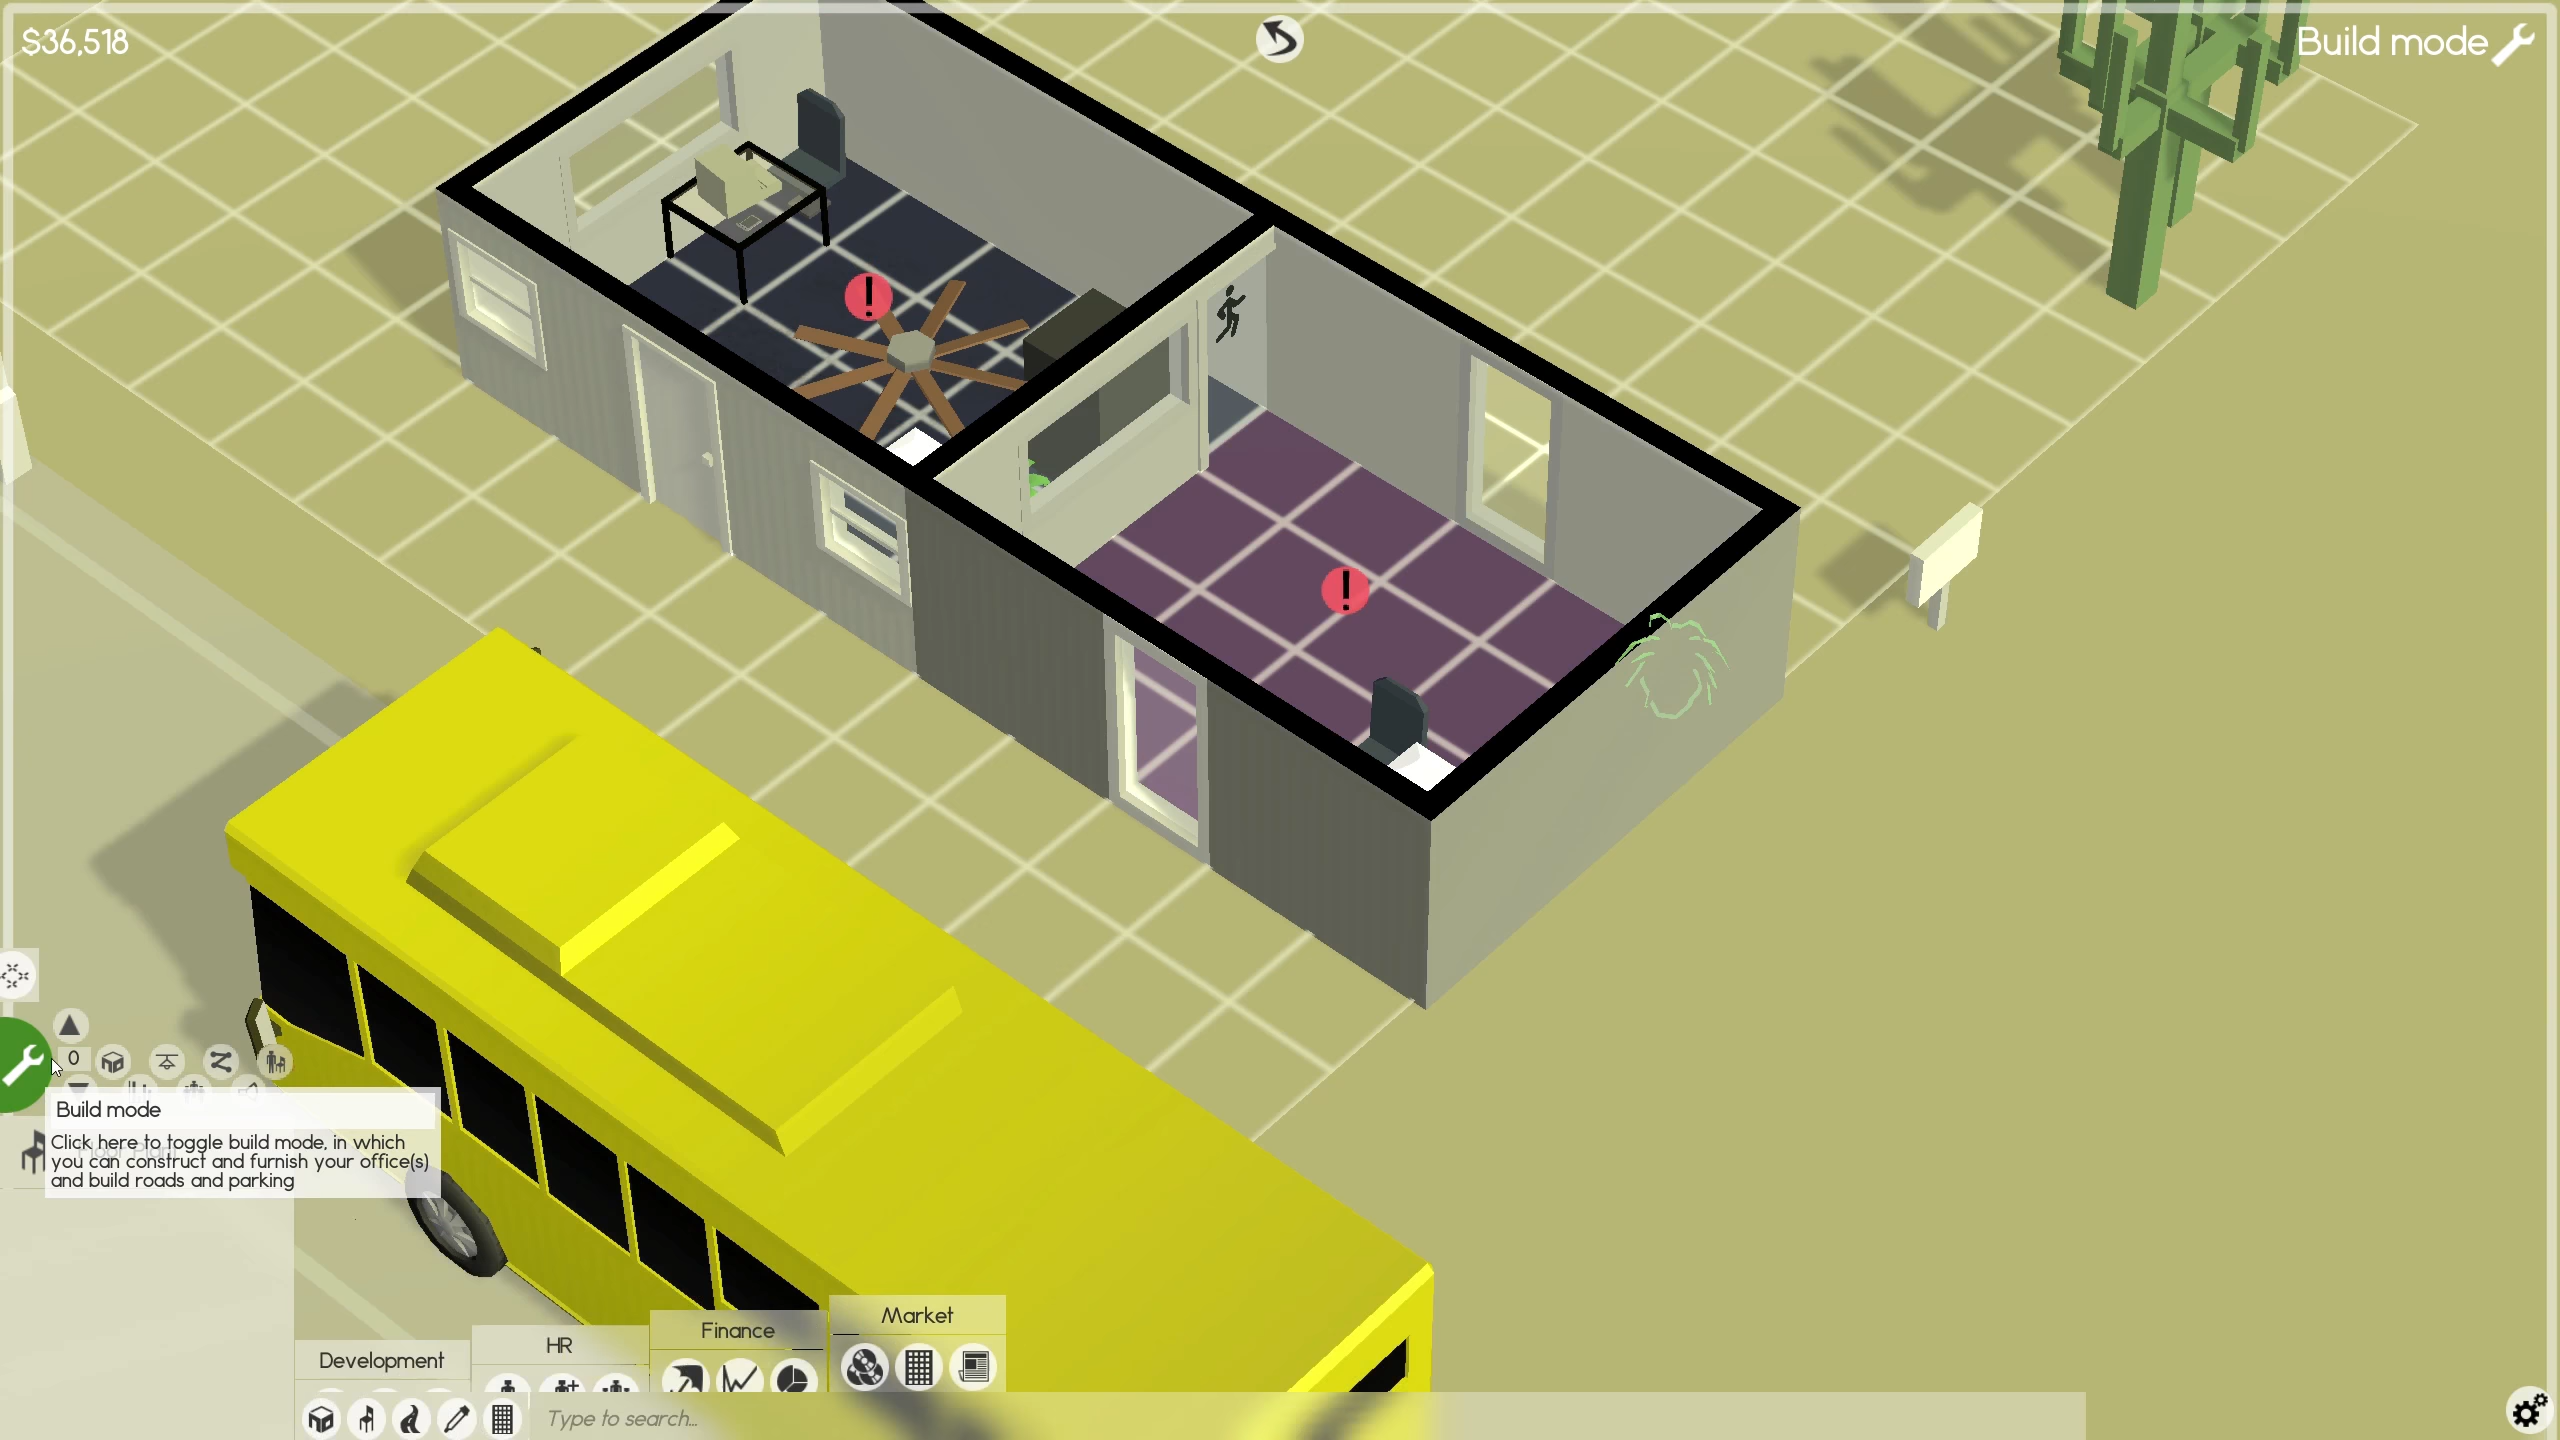 $36,518
Build mode
0
Build mode
Click here to toggle build mode, in which
you can construct and furnish your office(s)
and build roads and parking
Market
Finance
HR
Development
Type to search...